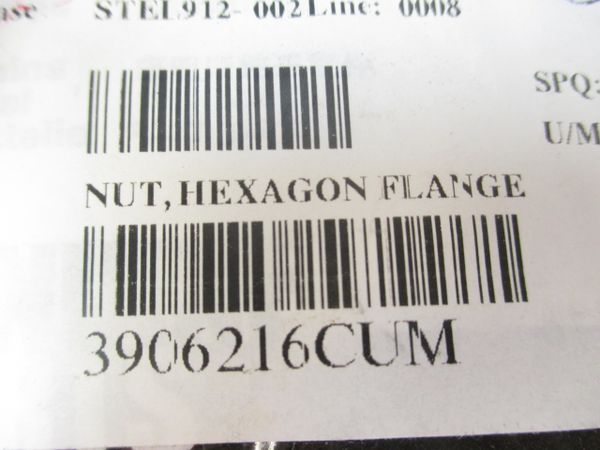 STEL912- 002Line: 0008
SPQ:
U/M
NUT, HEXAGON FLANGE
3906216CUM